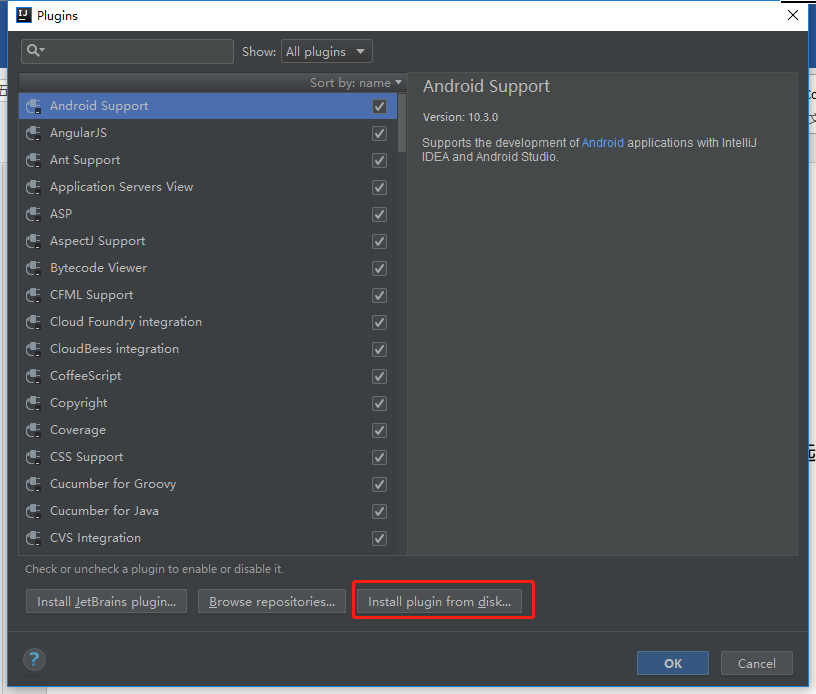 IJ Plugins
Show: All plugins
Sort by: name
Android Support
AngularJS
Ant Support
Application Servers View
ASP
AspectJ Support
Bytecode Viewer
CFML Support
Cloud Foundry integration
CloudBees integration
CoffeeScript
Copyright
Coverage
CSS Support
Cucumber for Groovy
Cucumber for Java
CVS Integration
Android Support
Version: 10.3.0
Supports the development of Android applications with IntelliJ
IDEA and Android Studio.
Check or uncheck a plugin to enable or disable it.
Install JetBrains plugin... Browse repositories... Install plugin from disk...
? OK Cancel